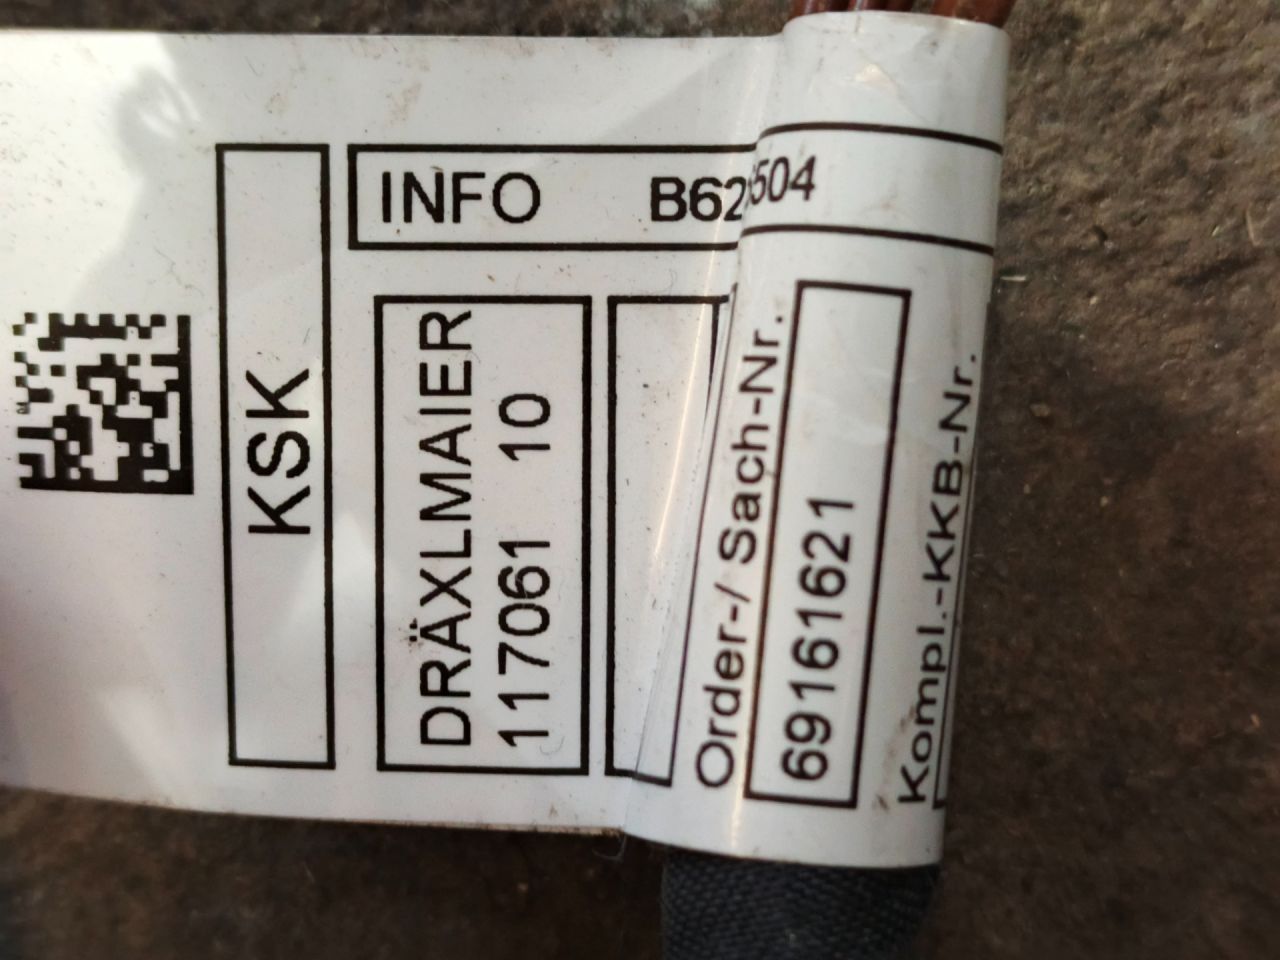 INFO B62
504
KSK
DRÄXLMAIER
117061 10
Order-/ Sach-Nr.
69161621
Kompl.-KKB-Nr.